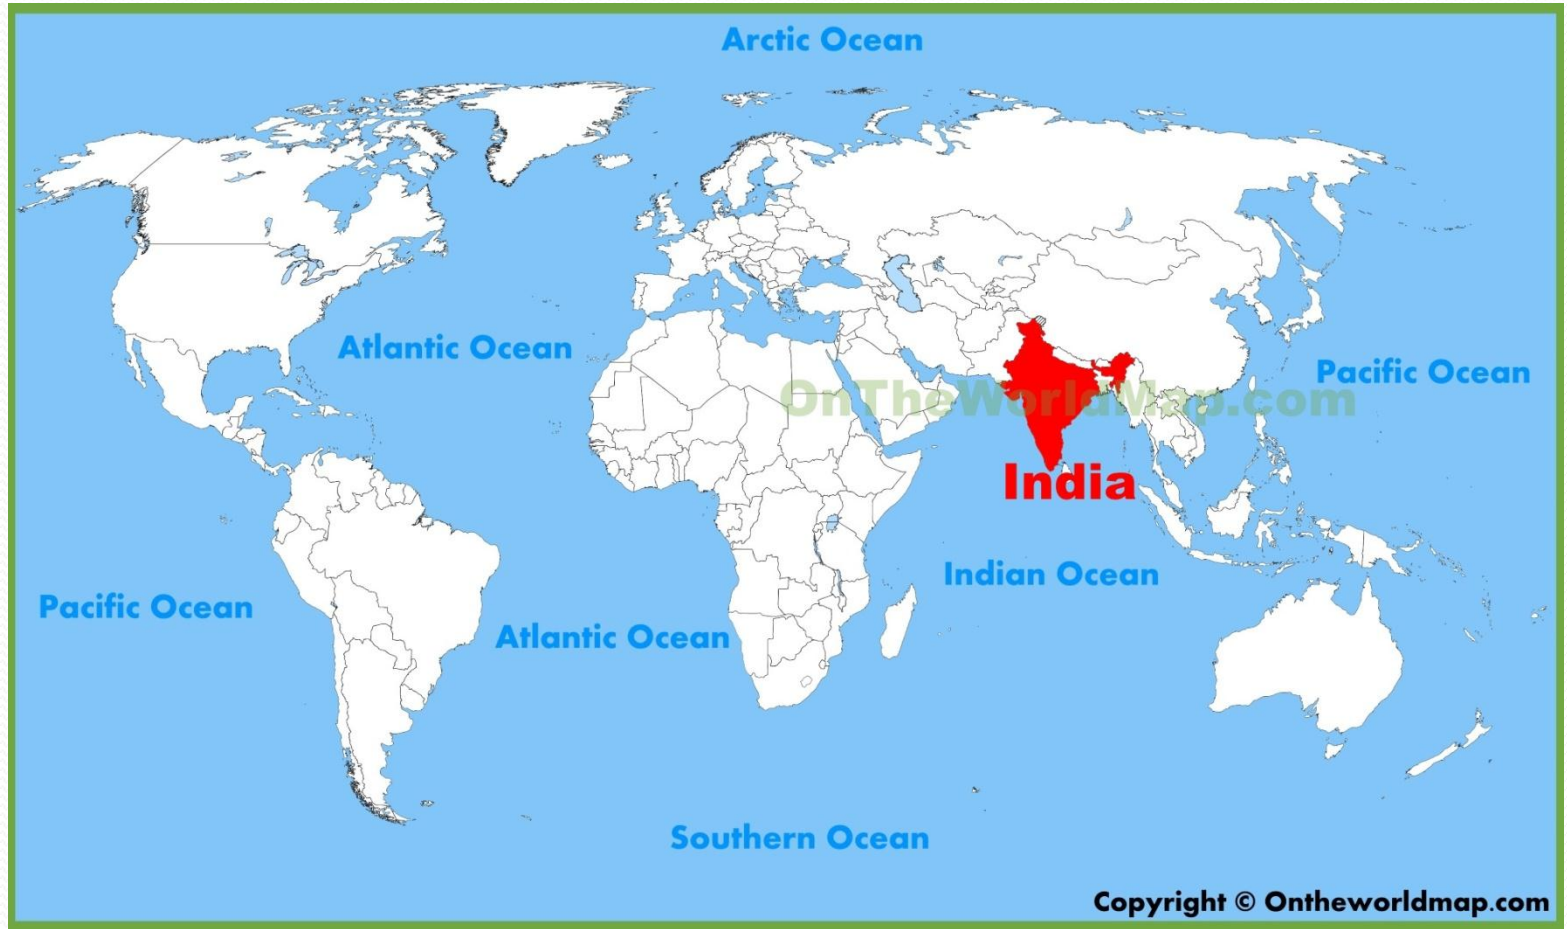 Arctic Ocean
Atlantic Ocean
Pacific Ocean
OnTheWorldMap.com
India
Indian Ocean
Pacific Ocean
Atlantic Ocean
Southern Ocean
Copyright © Ontheworldmap.com